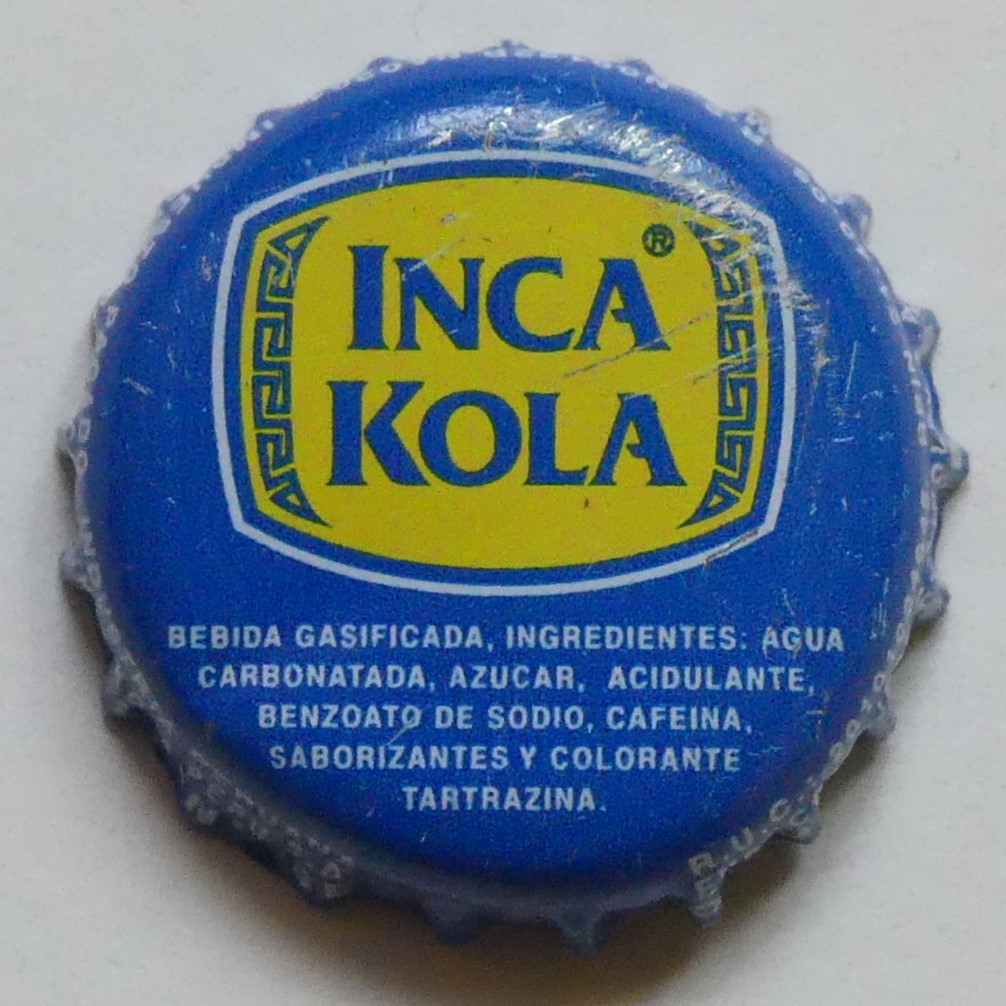 INCA®
KOLA
BEBIDA GASIFICADA, INGREDIENTES: AGUA
CARBONATADA, AZUCAR, ACIDULANTE,
BENZOATO DE SODIO, CAFEINA,
SABORIZANTES Y COLORANTE
TARTRAZINA.
R.U.C.